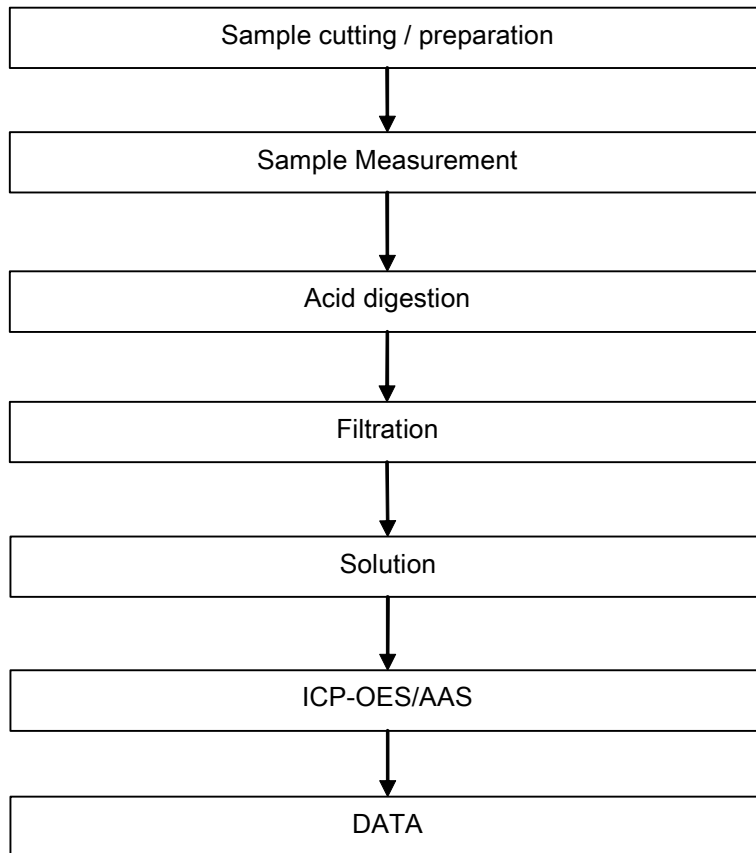 Sample cutting / preparation
Sample Measurement
Acid digestion
Filtration
Solution
ICP-OES/AAS
DATA